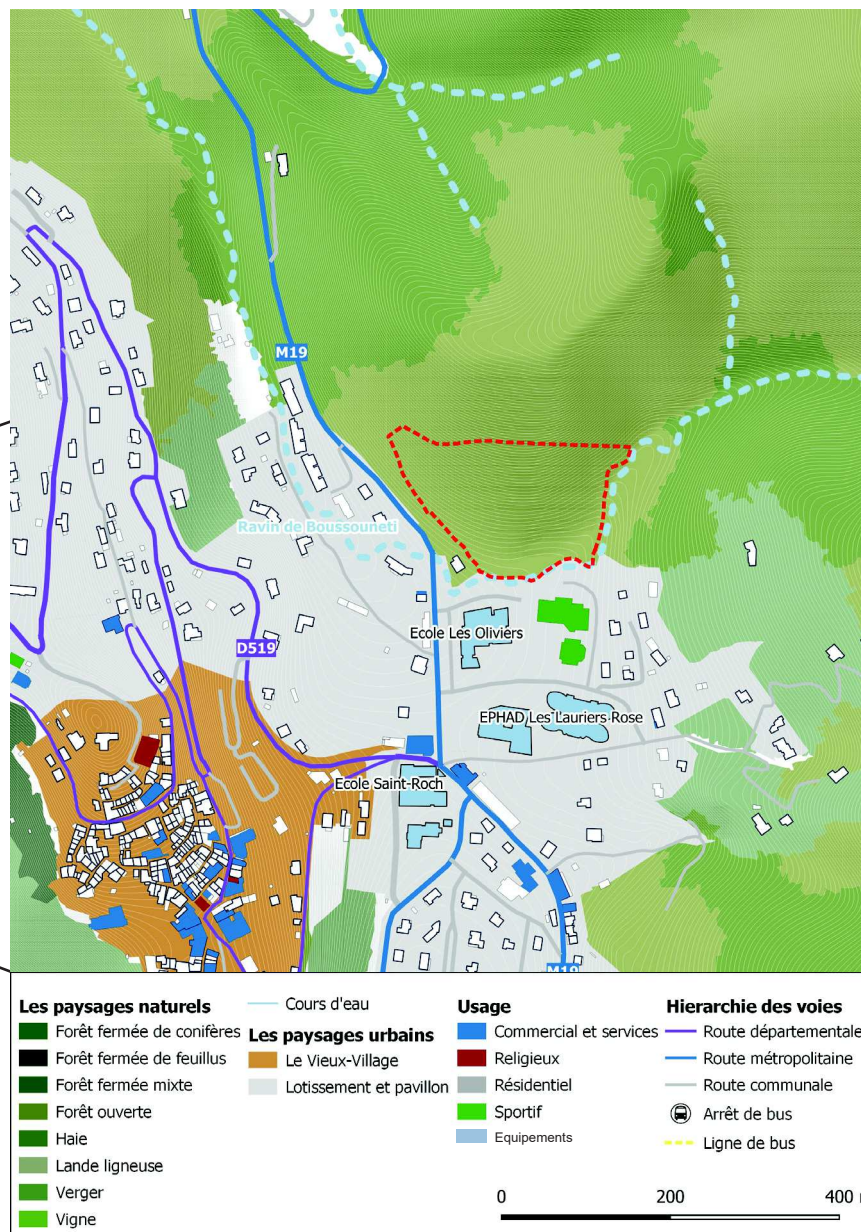 M19
Ravin de Boussouneti
Ecole Les Oliviers
D519
EPHAD Les Lauriers Rose
Ecole Saint-Roch
M19
Les paysages naturels
Forêt fermée de conifères
Forêt fermée de feuillus
Forêt fermée mixte
Forêt ouverte
Haie
Lande ligneuse
Verger
Vigne
Cours d'eau
Les paysages urbains
Le Vieux-Village
Lotissement et pavillon
Usage
Commercial et services
Religieux
Résidentiel
Sportif
Equipements
Hierarchie des voies
Route départementale
Route métropolitaine
Route communale
Arrêt de bus
Ligne de bus
0 200 400